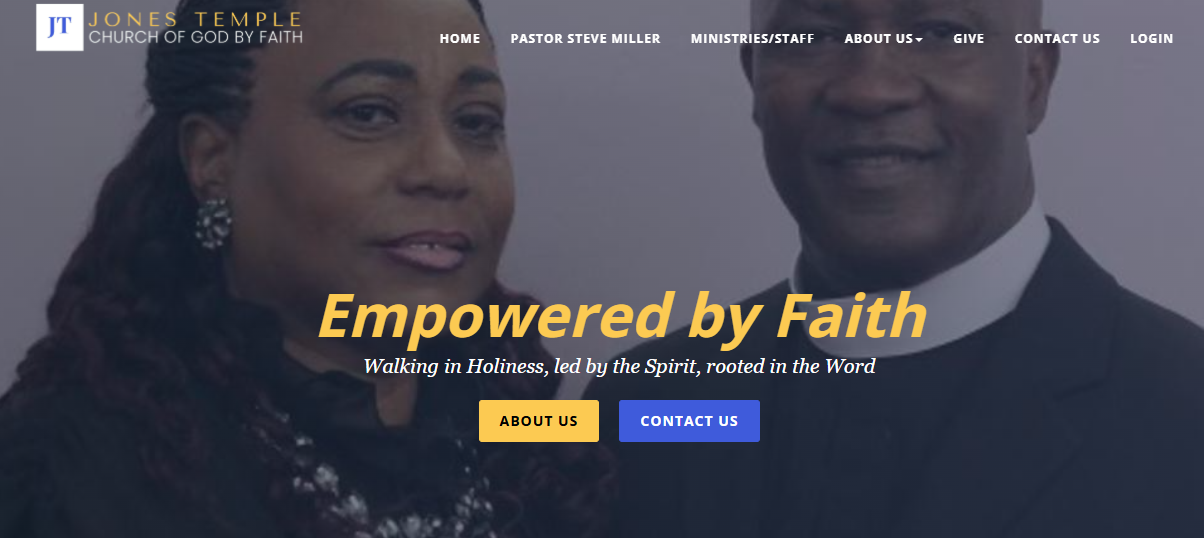 JT
JONES TEMPLE
CHURCH OF GOD BY FAITH
HOME PASTOR STEVE MILLER MINISTRIES/STAFF ABOUT US GIVE CONTACT US LOGIN
Empowered by Faith
Walking in Holiness, led by the Spirit, rooted in the Word
ABOUT US CONTACT US